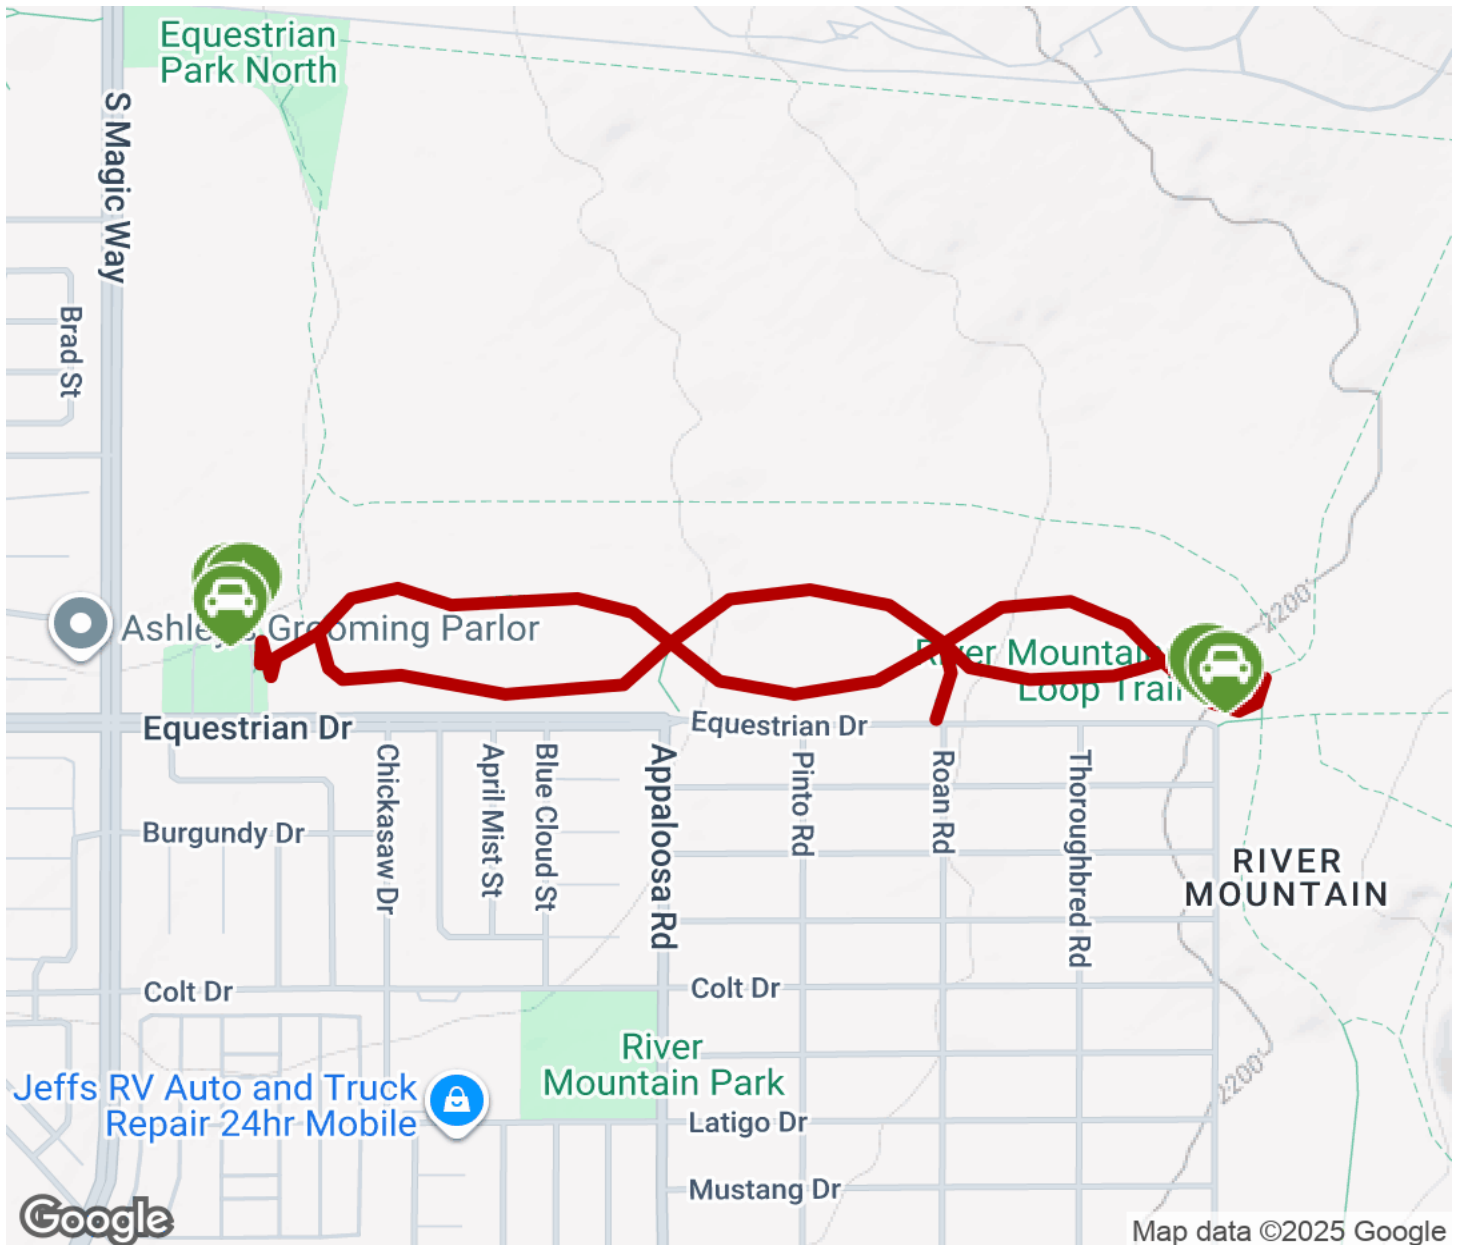 Equestrian
Park North
S Magic Way
Brad St
2200'
Ashley's Grooming Parlor
River Mountain
Loop Trail
Equestrian Dr
Equestrian Dr
Chickasaw Dr
April Mist St
Blue Cloud St
Appaloosa Rd
Pinto Rd
Roan Rd
Thoroughbred Rd
Burgundy Dr
RIVER
MOUNTAIN
Colt Dr
Colt Dr
River
Mountain Park
2200'
Jeffs RV Auto and Truck
Repair 24hr Mobile
Latigo Dr
Mustang Dr
Google
Map data ©2025 Google